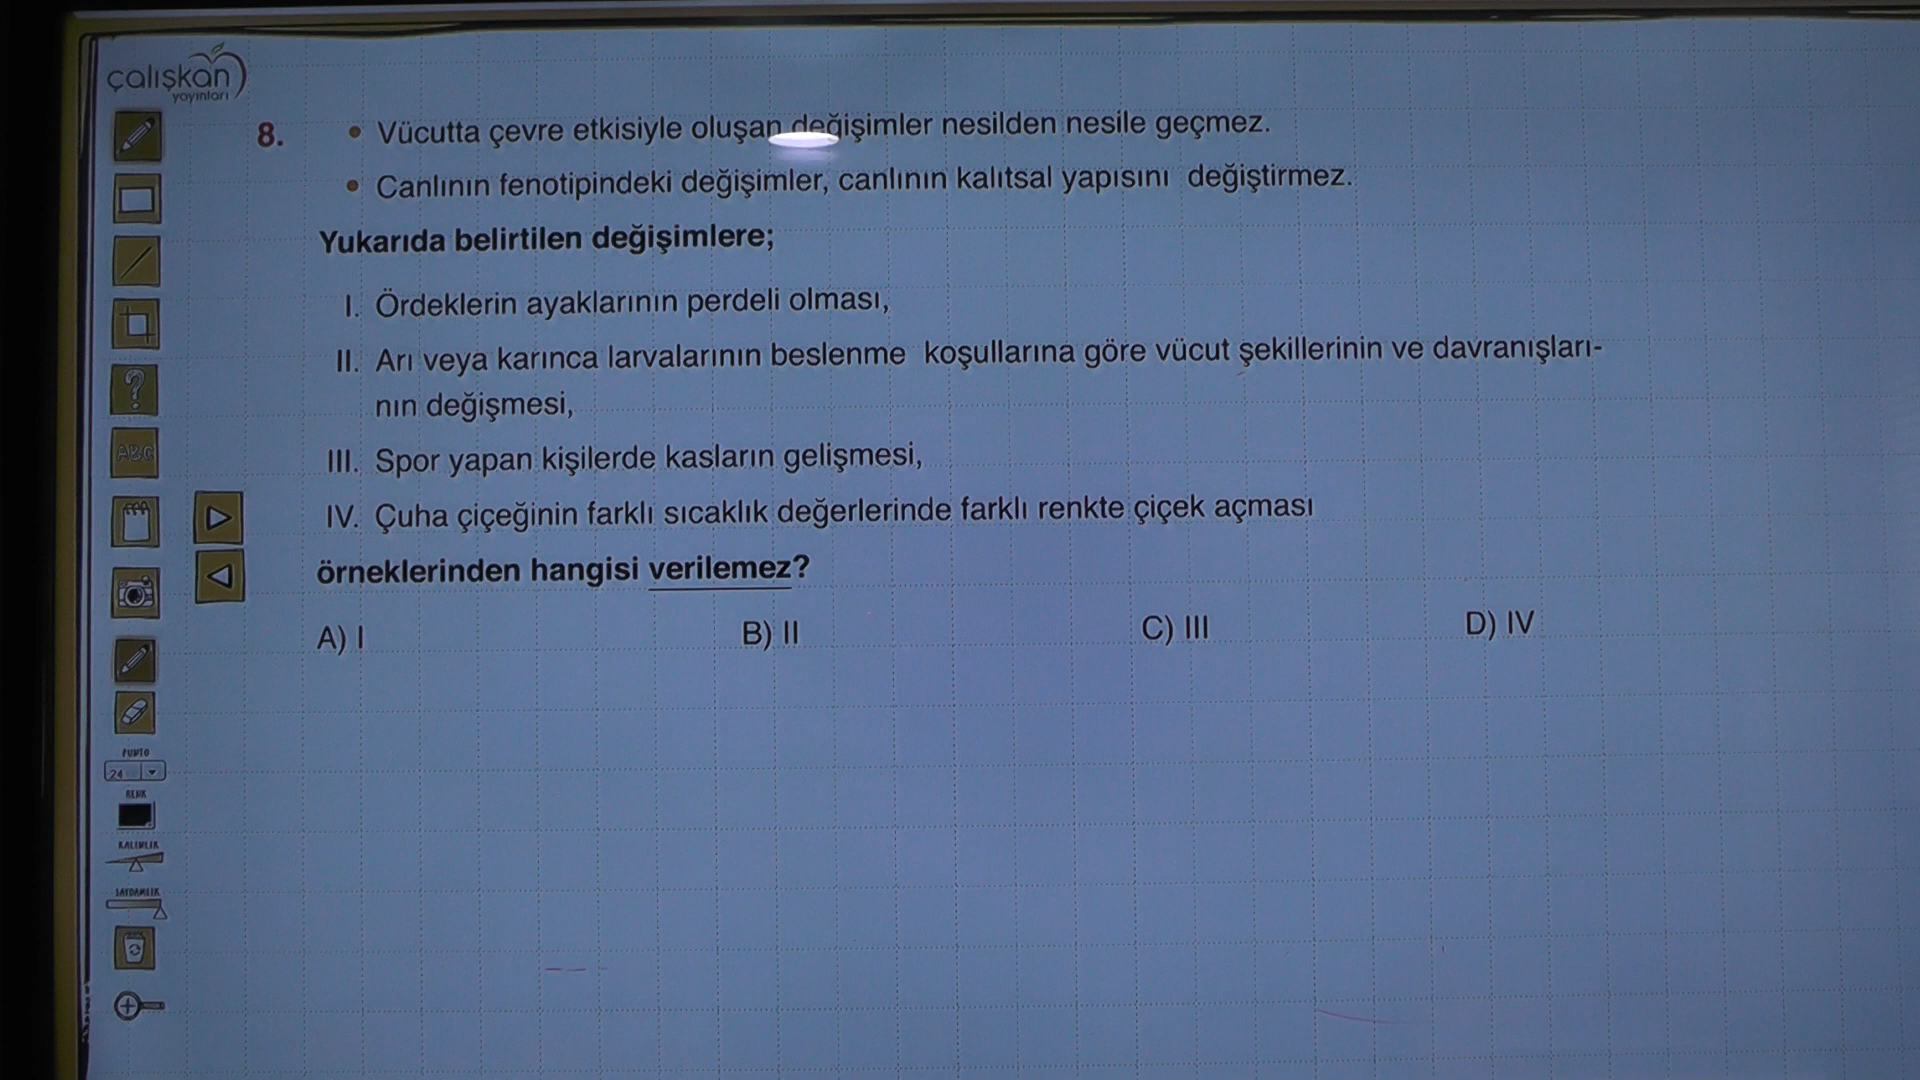 çalışkan
yayınları
8. • Vücutta çevre etkisiyle oluşan değişimler nesilden nesile geçmez.
• Canlının fenotipindeki değişimler, canlının kalıtsal yapısını değiştirmez.
Yukarıda belirtilen değişimlere;
I. Ördeklerin ayaklarının perdeli olması,
II. Arı veya karınca larvalarının beslenme koşullarına göre vücut şekillerinin ve davranışları-
nın değişmesi,
III. Spor yapan kişilerde kasların gelişmesi,
IV. Çuha çiçeğinin farklı sıcaklık değerlerinde farklı renkte çiçek açması
örneklerinden hangisi verilemez?
A) I B) II C) III D) IV
ABC
PUNTO
24
RENK
KALINLIK
SAYDAMLIK